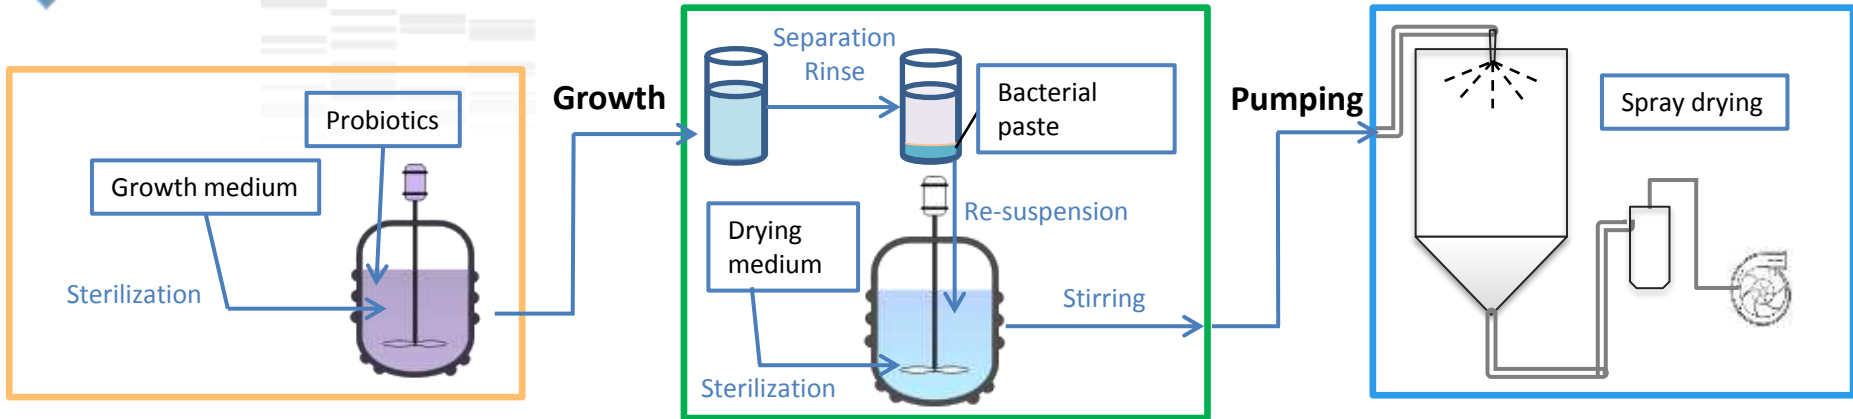 Probiotics
Growth medium
Sterilization
Growth
Separation
Rinse
Bacterial
paste
Re-suspension
Drying
medium
Sterilization
Stirring
Pumping
Spray drying